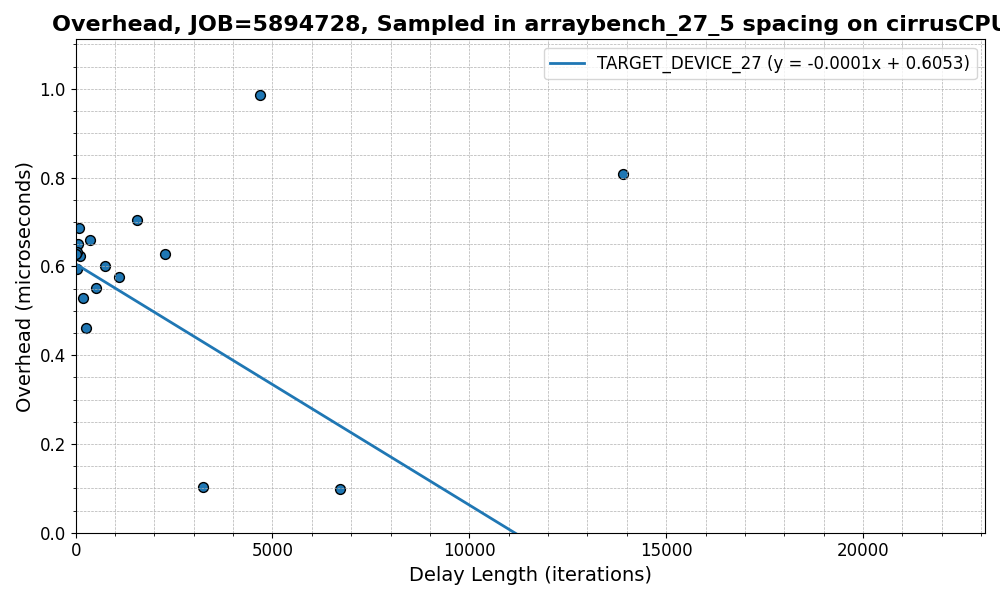 Overhead, JOB=5894728, Sampled in arraybench_27_5 spacing on cirrusCPU
TARGET_DEVICE_27 (y = -0.0001x + 0.6053)
Overhead (microseconds)
1.0
0.8
0.6
0.4
0.2
0.0
0 5000 10000 15000 20000
Delay Length (iterations)